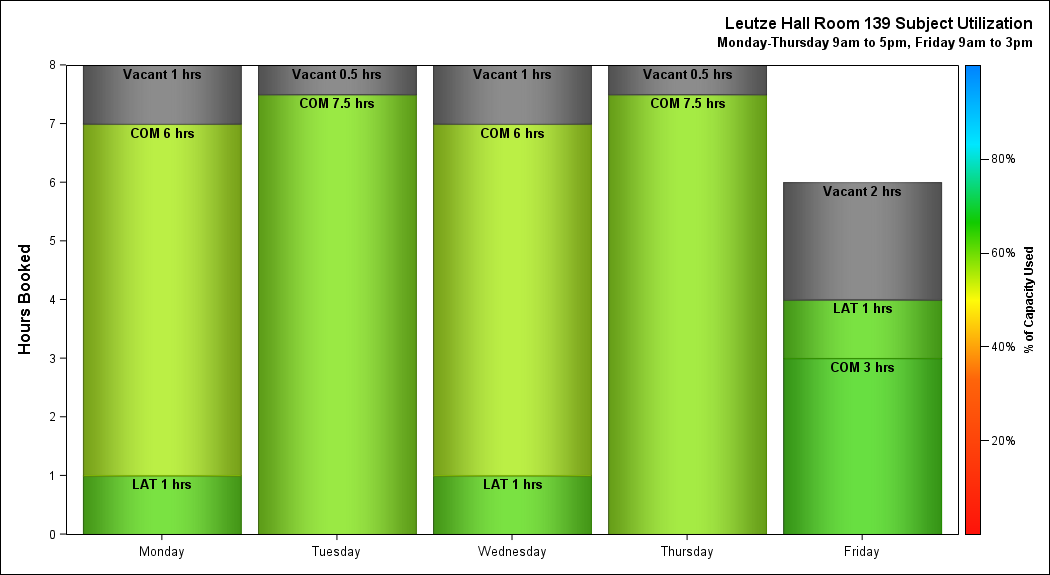 Leutze Hall Room 139 Subject Utilization
Monday-Thursday 9am to 5pm, Friday 9am to 3pm
Hours Booked
8
7
6
5
4
3
2
1
0
Vacant 1 hrs
COM 6 hrs
LAT 1 hrs
Vacant 0.5 hrs
COM 7.5 hrs
Vacant 1 hrs
COM 6 hrs
LAT 1 hrs
Vacant 0.5 hrs
COM 7.5 hrs
Vacant 2 hrs
LAT 1 hrs
COM 3 hrs
Monday
Tuesday
Wednesday
Thursday
Friday
80%
60%
40%
20%
% of Capacity Used